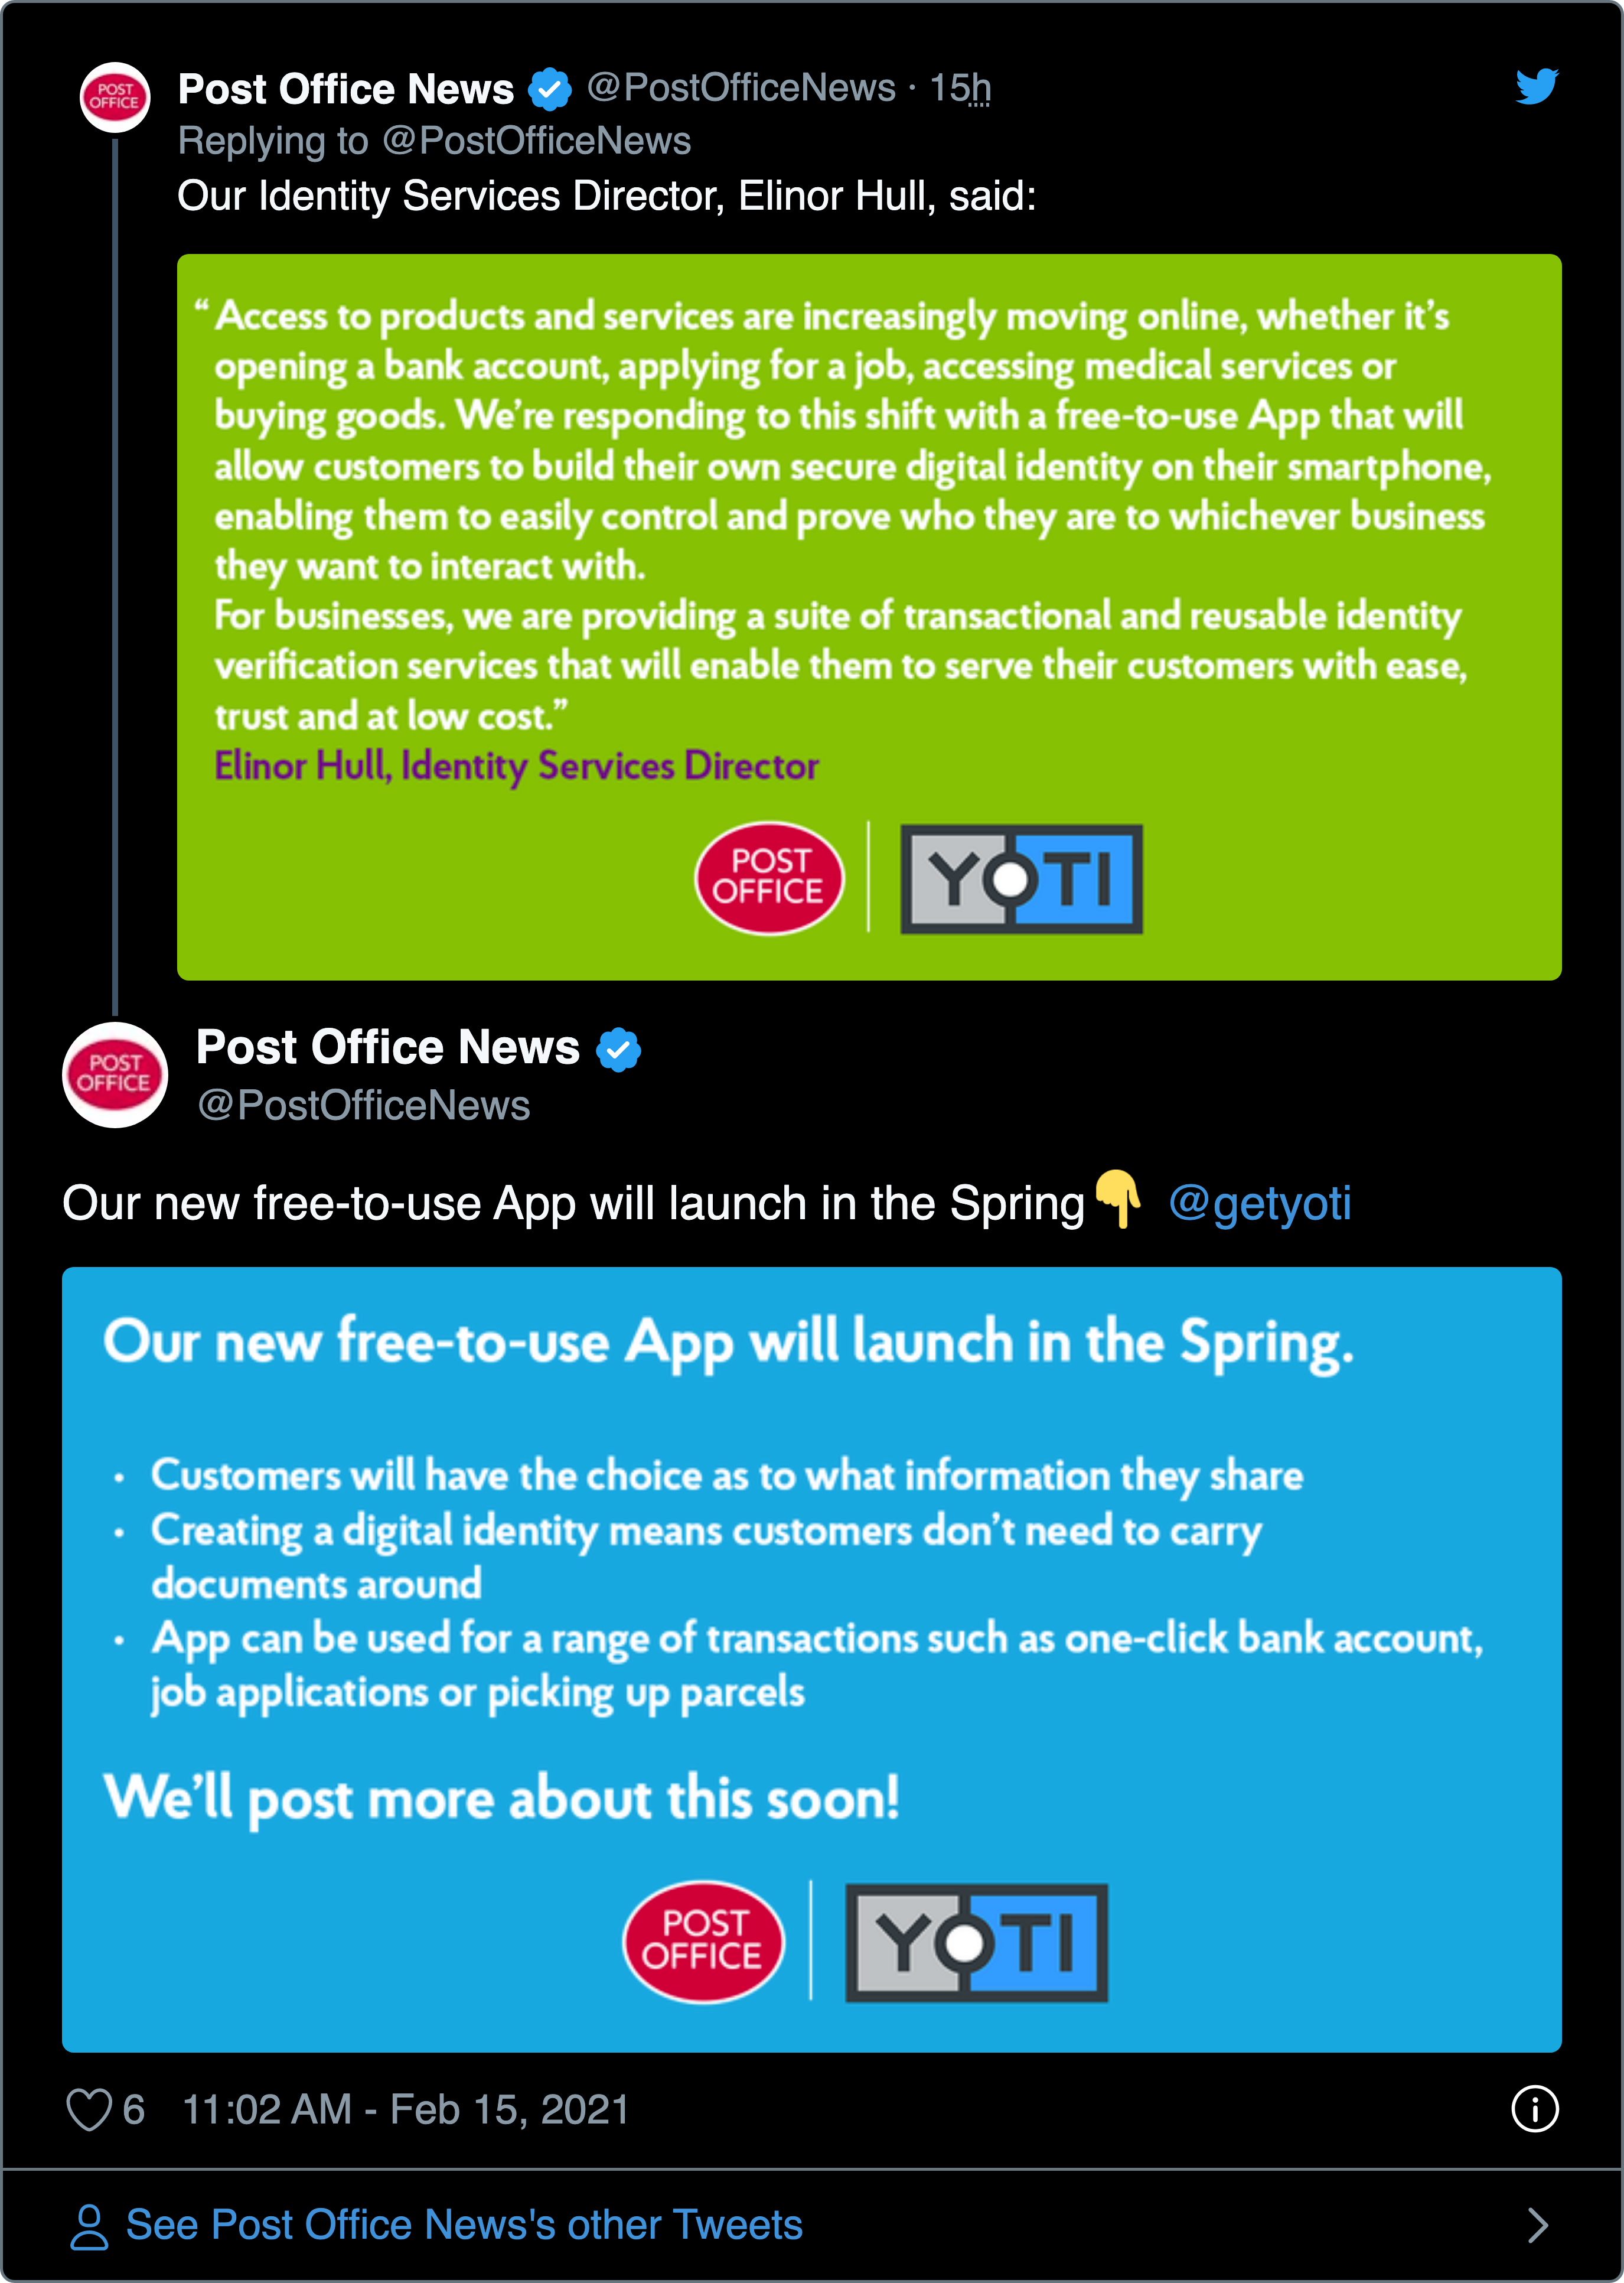 POST
OFFICE
Post Office News @PostOfficeNews · 15h
Replying to @PostOfficeNews
Our Identity Services Director, Elinor Hull, said:
“ Access to products and services are increasingly moving online, whether it’s
opening a bank account, applying for a job, accessing medical services or
buying goods. We’re responding to this shift with a free-to-use App that will
allow customers to build their own secure digital identity on their smartphone,
enabling them to easily control and prove who they are to whichever business
they want to interact with.
For businesses, we are providing a suite of transactional and reusable identity
verification services that will enable them to serve their customers with ease,
trust and at low cost.”
Elinor Hull, Identity Services Director
POST
OFFICE
YOTI
POST
OFFICE
Post Office News
@PostOfficeNews
Our new free-to-use App will launch in the Spring👇 @getyoti
Our new free-to-use App will launch in the Spring.
• Customers will have the choice as to what information they share
• Creating a digital identity means customers don’t need to carry
documents around
• App can be used for a range of transactions such as one-click bank account,
job applications or picking up parcels
We’ll post more about this soon!
POST
OFFICE
YOTI
6 11:02 AM - Feb 15, 2021
See Post Office News's other Tweets